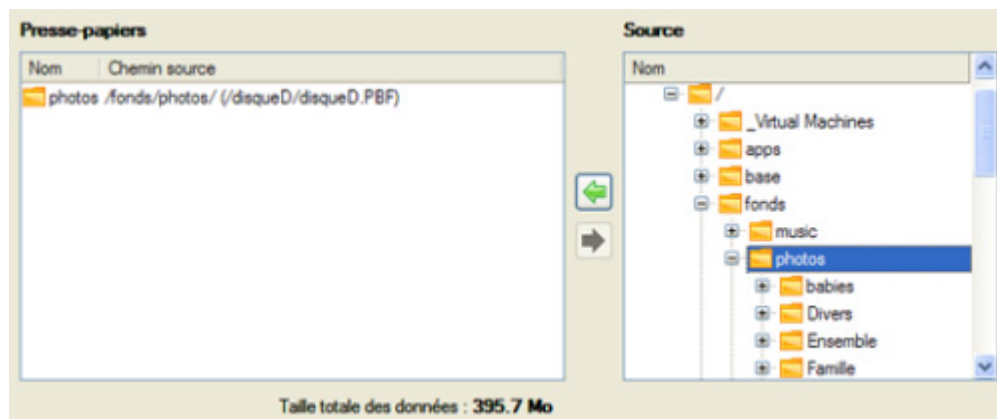 Presse-papiers
Nom Chemin source
photos /fonds/photos/ (/disqueD/disqueD.PBF)
Source
Nom
/
_Virtual Machines
apps
base
fonds
music
photos
babies
Divers
Ensemble
Famille
Taille totale des données : 395.7 Mo